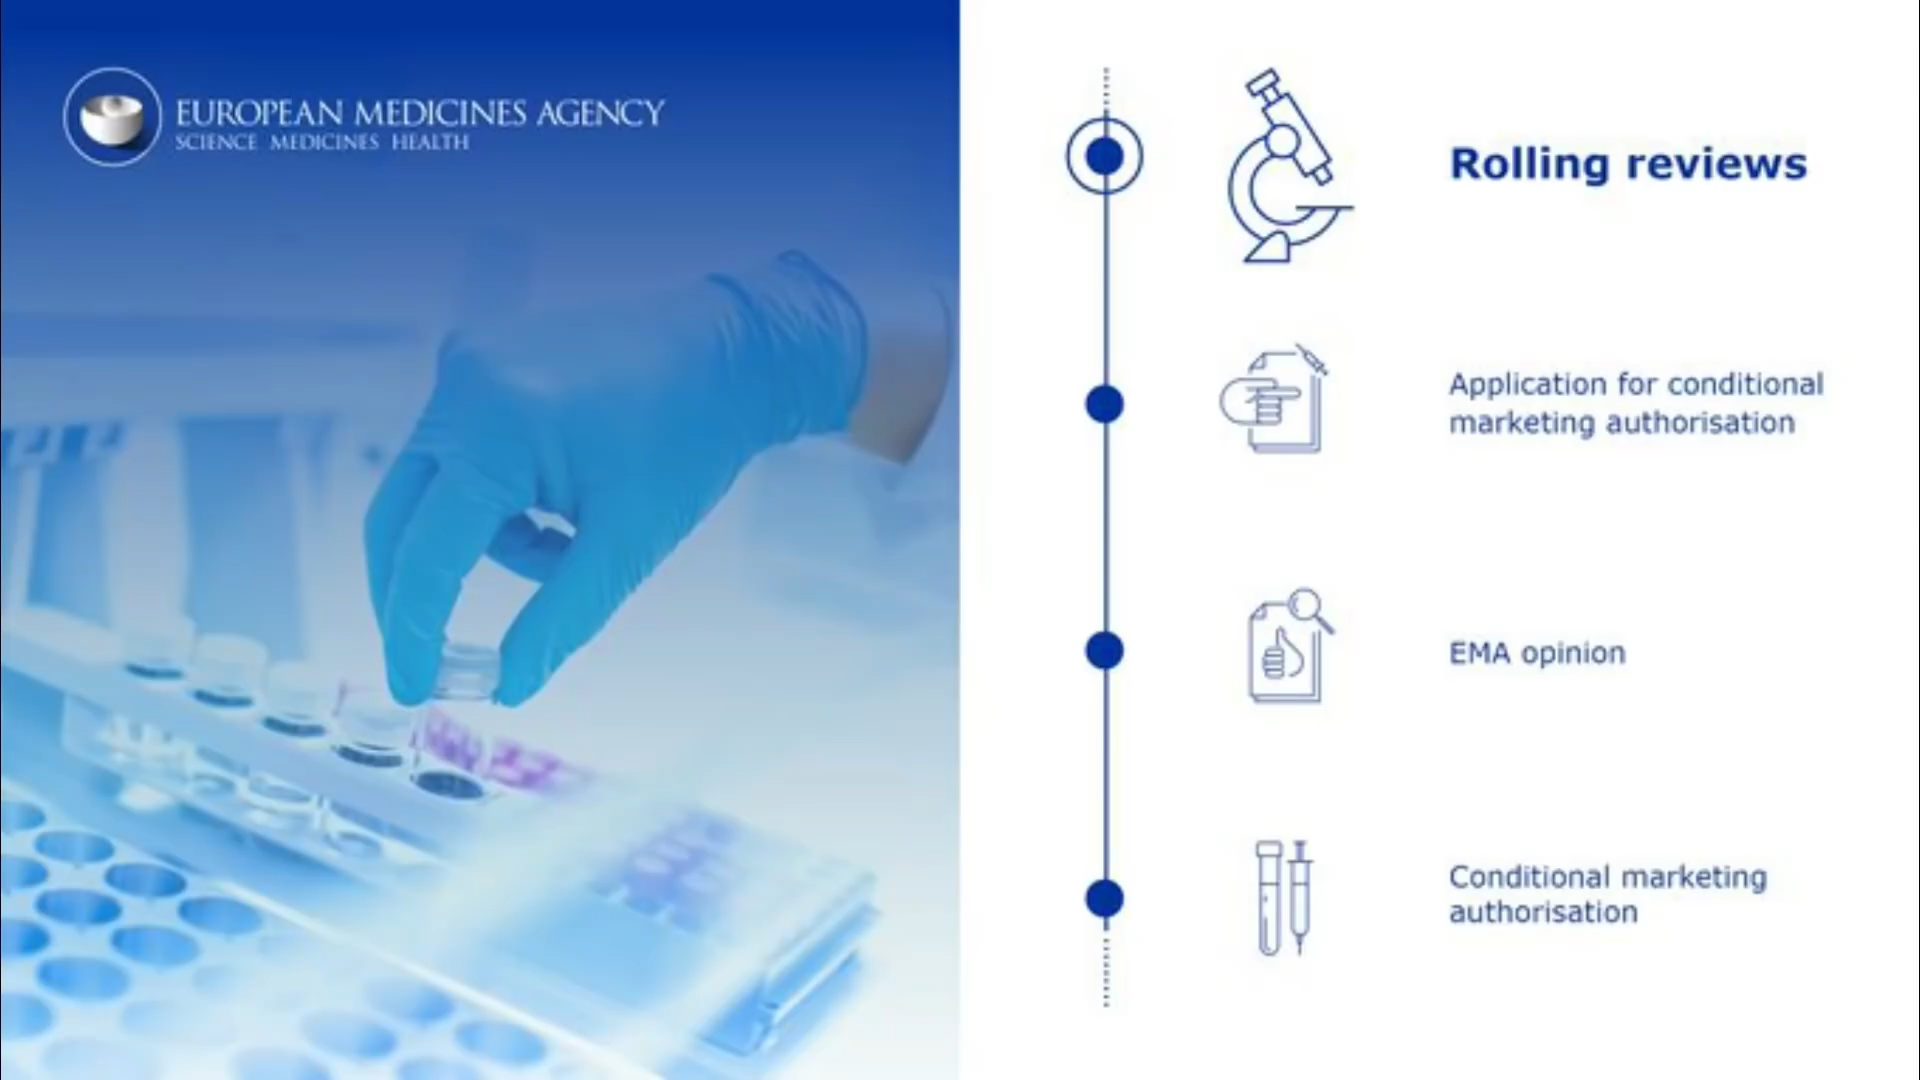 EUROPEAN MEDICINES AGENCY
SCIENCE MEDICINES HEALTH
Rolling reviews
Application for conditional
marketing authorisation
EMA opinion
Conditional marketing
authorisation